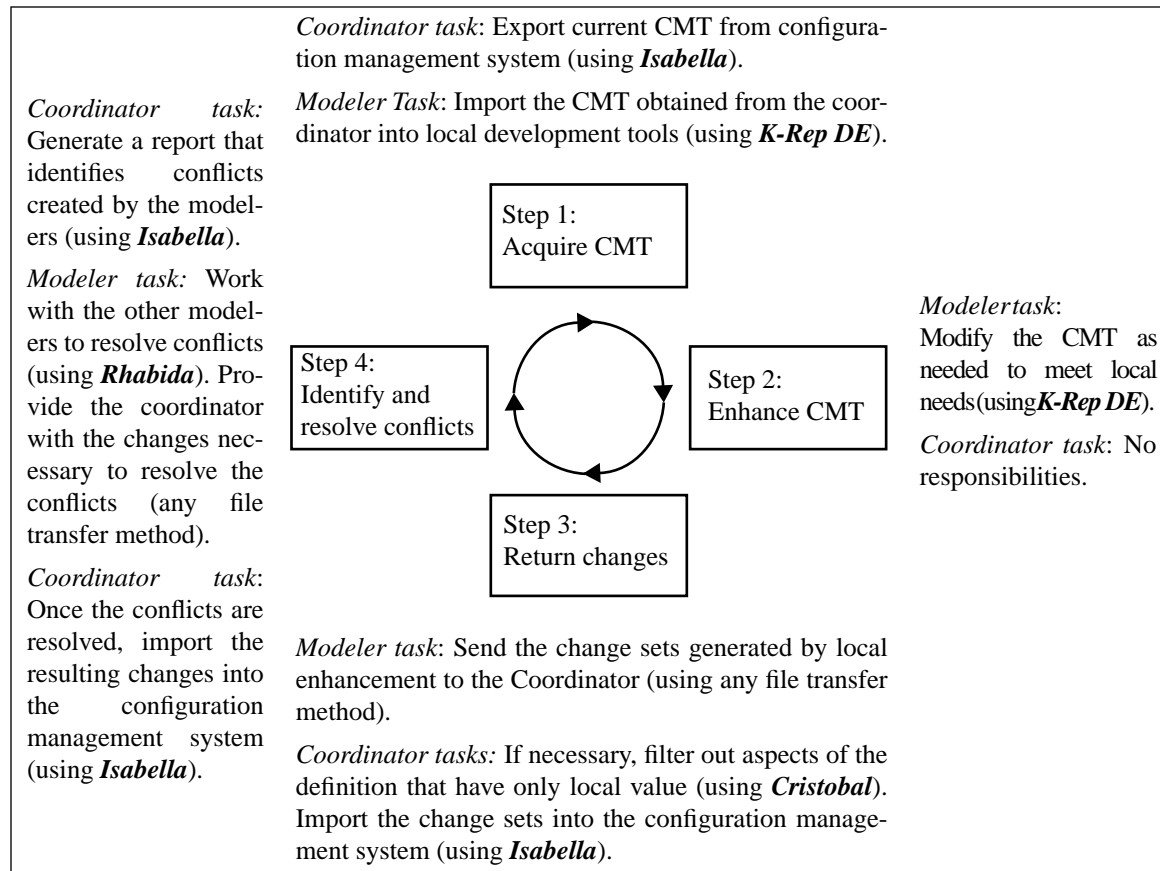 Coordinator task: Export current CMT from configura-
tion management system (using Isabella).
Modeler Task: Import the CMT obtained from the coor-
dinator into local development tools (using K-Rep DE).
Coordinator task:
Generate a report that
identifies conflicts
created by the model-
ers (using Isabella).
Modeler task: Work
with the other model-
ers to resolve conflicts
(using Rhabida). Pro-
vide the coordinator
with the changes nec-
essary to resolve the
conflicts (any file
transfer method).
Coordinator task:
Once the conflicts are
resolved, import the
resulting changes into
the configuration
management system
(using Isabella).
Step 1:
Acquire CMT
Step 4:
Identify and
resolve conflicts
Step 2:
Enhance CMT
Step 3:
Return changes
Modeler task:
Modify the CMT as
needed to meet local
needs (using K-Rep DE).
Coordinator task: No
responsibilities.
Modeler task: Send the change sets generated by local
enhancement to the Coordinator (using any file transfer
method).
Coordinator tasks: If necessary, filter out aspects of the
definition that have only local value (using Cristobal).
Import the change sets into the configuration manage-
ment system (using Isabella).